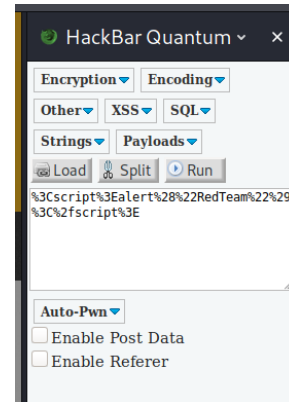 HackBar Quantum
Encryption Encoding
Other XSS SQL
Strings Payloads
Load Split Run
%3Cscript%3Ealert%28%22RedTeam%22%29
%3C%2fscript%3E
Auto-Pwn
Enable Post Data
Enable Referer